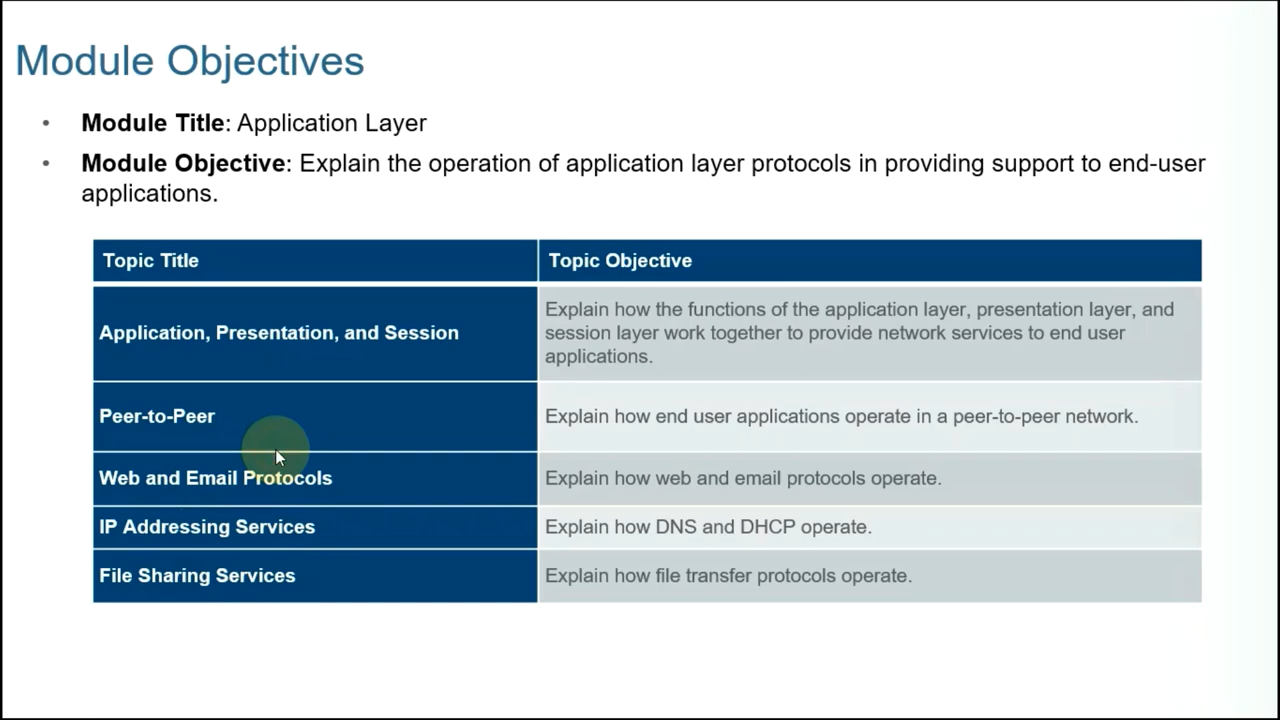 Module Objectives
• Module Title: Application Layer
• Module Objective: Explain the operation of application layer protocols in providing support to end-user
applications.
Topic Title
Topic Objective
Application, Presentation, and Session
Explain how the functions of the application layer, presentation layer, and
session layer work together to provide network services to end user
applications.
Peer-to-Peer
Explain how end user applications operate in a peer-to-peer network.
Web and Email Protocols
Explain how web and email protocols operate.
IP Addressing Services
Explain how DNS and DHCP operate.
File Sharing Services
Explain how file transfer protocols operate.